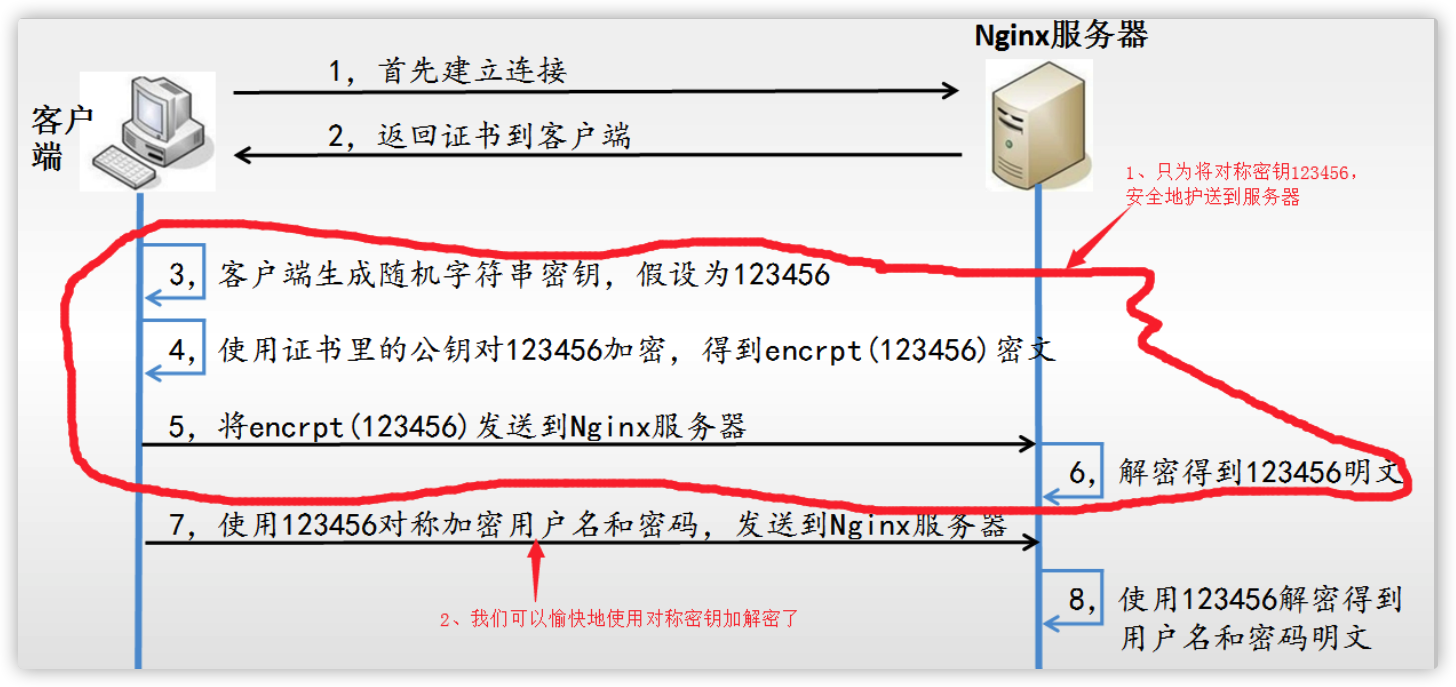 Nginx服务器
1，首先建立连接
客户
端
2，返回证书到客户端
1、只为将对称密钥123456，
安全地护送到服务器
3，客户端生成随机字符串密钥，假设为123456
4，使用证书里的公钥对123456加密，得到encrpt(123456)密文
5，将encrpt(123456)发送到Nginx服务器
6，解密得到123456明文
7，使用123456对称加密用户名和密码，发送到Nginx服务器
2、我们可以愉快地使用对称密钥加解密了
8，使用123456解密得到
用户名和密码明文